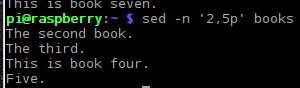 This is book seven.
pi@raspberry:~ $ sed -n '2,5p' books
The second book.
The third.
This is book four.
Five.